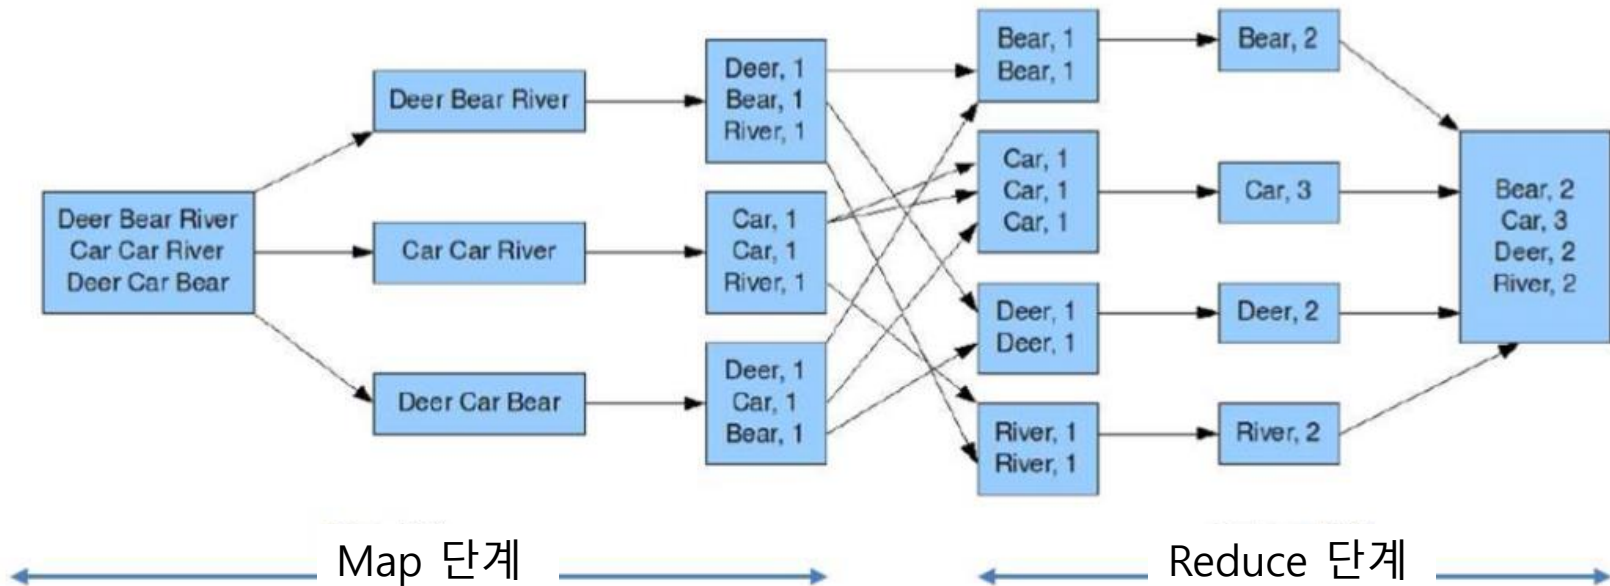 Deer Bear River
Car Car River
Deer Car Bear
Deer Bear River
Car Car River
Deer Car Bear
Deer, 1
Bear, 1
River, 1
Car, 1
Car, 1
River, 1
Deer, 1
Car, 1
Bear, 1
Bear, 1
Bear, 1
Car, 1
Car, 1
Car, 1
Deer, 1
Deer, 1
River, 1
River, 1
Bear, 2
Car, 3
Deer, 2
River, 2
Bear, 2
Car, 3
Deer, 2
River, 2
Map 단계
Reduce 단계